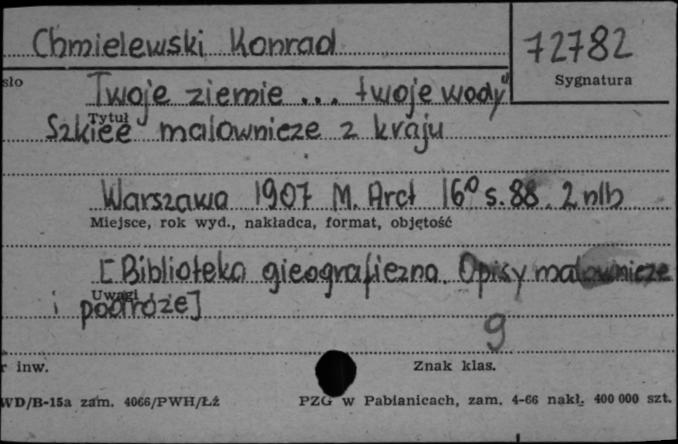 Chmielewski Konrad
72782
sło
Sygnatura
Twoje ziemie ... twoje wody"
Tytuł
Szkice malownicze z kraju
Warszawa 1907 M. Arct 16° s. 88. 2 nlb
Miejsce, rok wyd., nakładca, format, objętość
[Biblioteka gieograficzna. Opisy malownicze
Uwagi
i podróże]
9
r inw.
Znak klas.
WD/B-15a zam. 4066/PWH/Łź
PZG w Pabianicach, zam. 4-66 nakł. 400 000 szt.